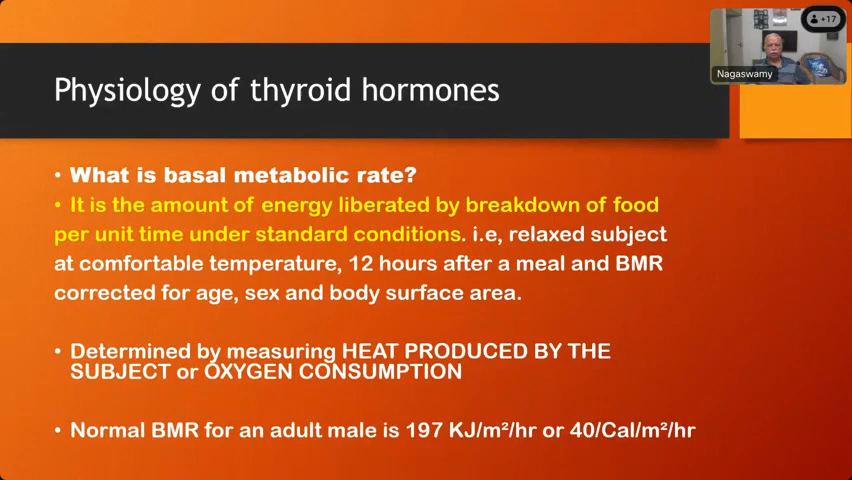 +17
Nagaswamy
Physiology of thyroid hormones
• What is basal metabolic rate?
• It is the amount of energy liberated by breakdown of food
per unit time under standard conditions. i.e, relaxed subject
at comfortable temperature, 12 hours after a meal and BMR
corrected for age, sex and body surface area.
• Determined by measuring HEAT PRODUCED BY THE
SUBJECT or OXYGEN CONSUMPTION
• Normal BMR for an adult male is 197 KJ/m²/hr or 40/Cal/m²/hr